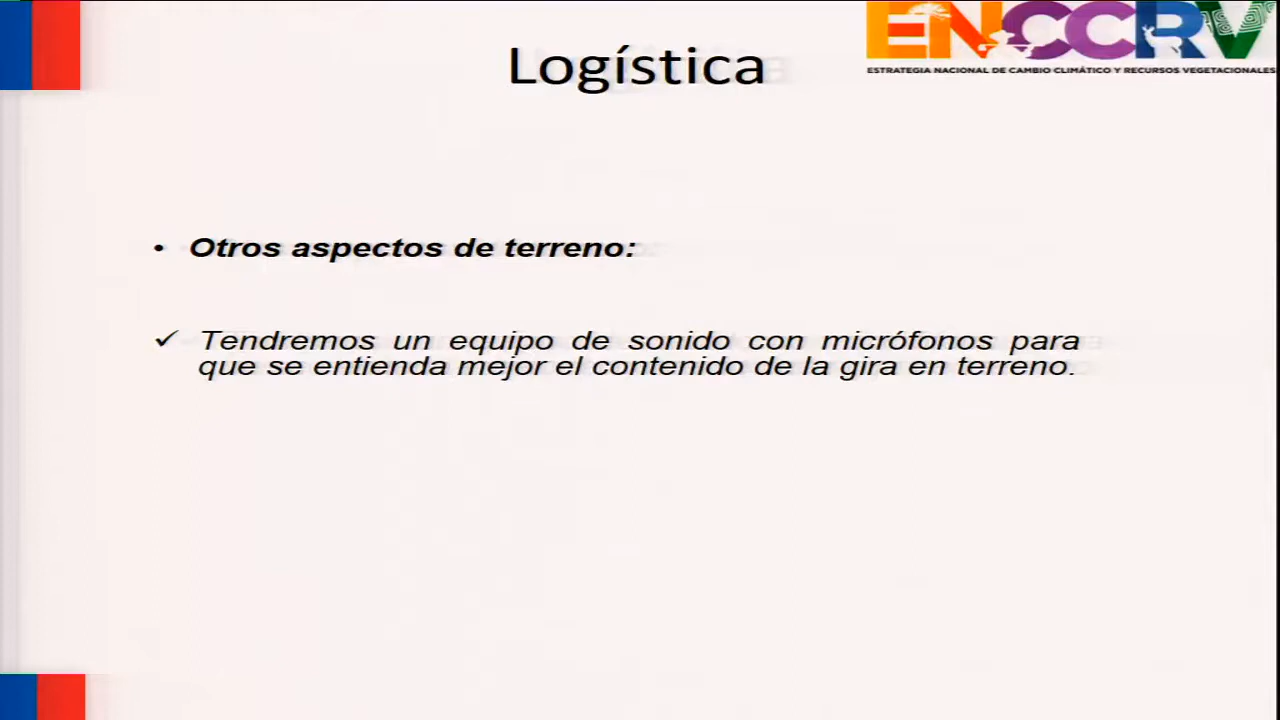 ENCCRV
ESTRATEGIA NACIONAL DE CAMBIO CLIMÁTICO Y RECURSOS VEGETACIONALES
Logística
• Otros aspectos de terreno:
✓ Tendremos un equipo de sonido con micrófonos para
que se entienda mejor el contenido de la gira en terreno.